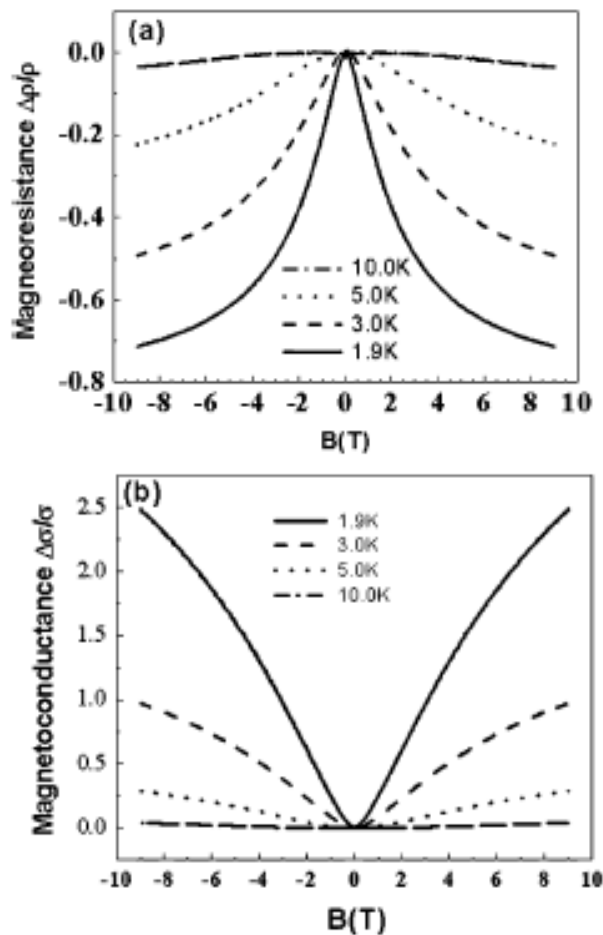 (a)
Magneoresistance Δρ/ρ
0.0
-0.2
-0.4
-0.6
-0.8
10.0K
5.0K
3.0K
1.9K
-10 -8 -6 -4 -2 0 2 4 6 8 10
B(T)
(b)
Magnetoconductance Δσ/σ
2.5
2.0
1.5
1.0
0.5
0.0
1.9K
3.0K
5.0K
10.0K
-10 -8 -6 -4 -2 0 2 4 6 8 10
B(T)